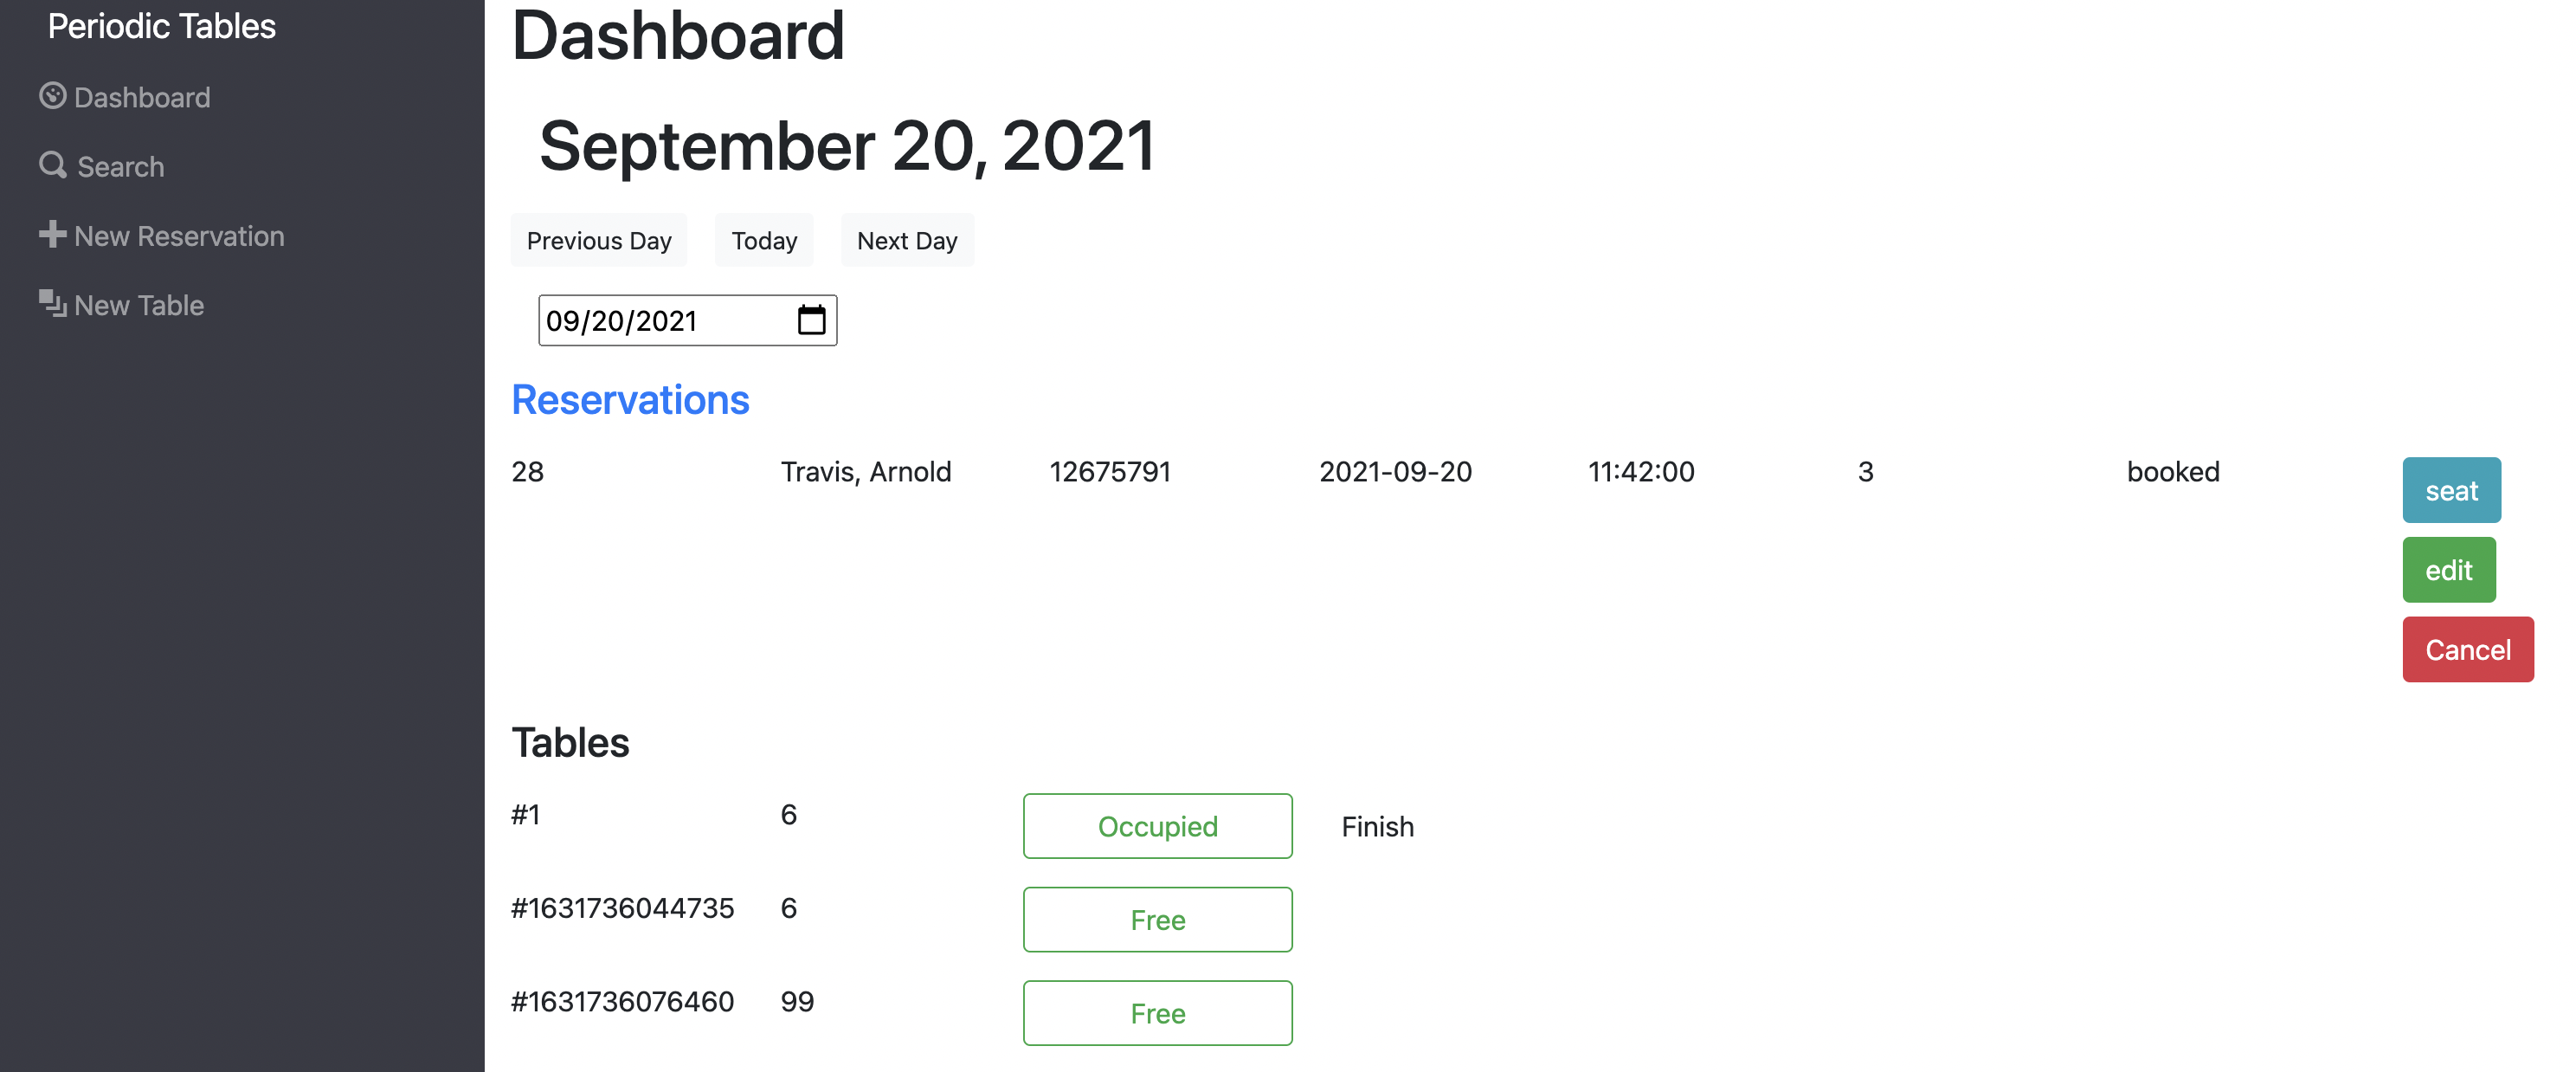 Periodic Tables
Dashboard
Search
New Reservation
New Table
Dashboard
September 20, 2021
Previous Day Today Next Day
09/20/2021
Reservations
28 Travis, Arnold 12675791 2021-09-20 11:42:00 3 booked seat
edit
Cancel
Tables
#1 6 Occupied Finish
#1631736044735 6 Free
#1631736076460 99 Free